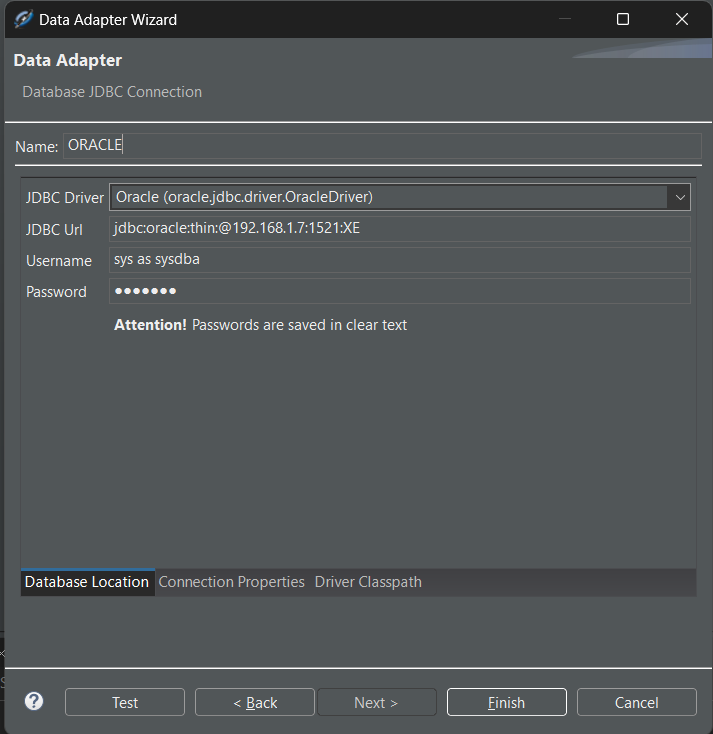 Data Adapter Wizard
Data Adapter
Database JDBC Connection
Name: ORACLE
JDBC Driver Oracle (oracle.jdbc.driver.OracleDriver)
JDBC Url jdbc:oracle:thin:@192.168.1.7:1521:XE
Username sys as sysdba
Password ●●●●●●●
Attention! Passwords are saved in clear text
Database Location Connection Properties Driver Classpath
? Test < Back Next > Finish Cancel